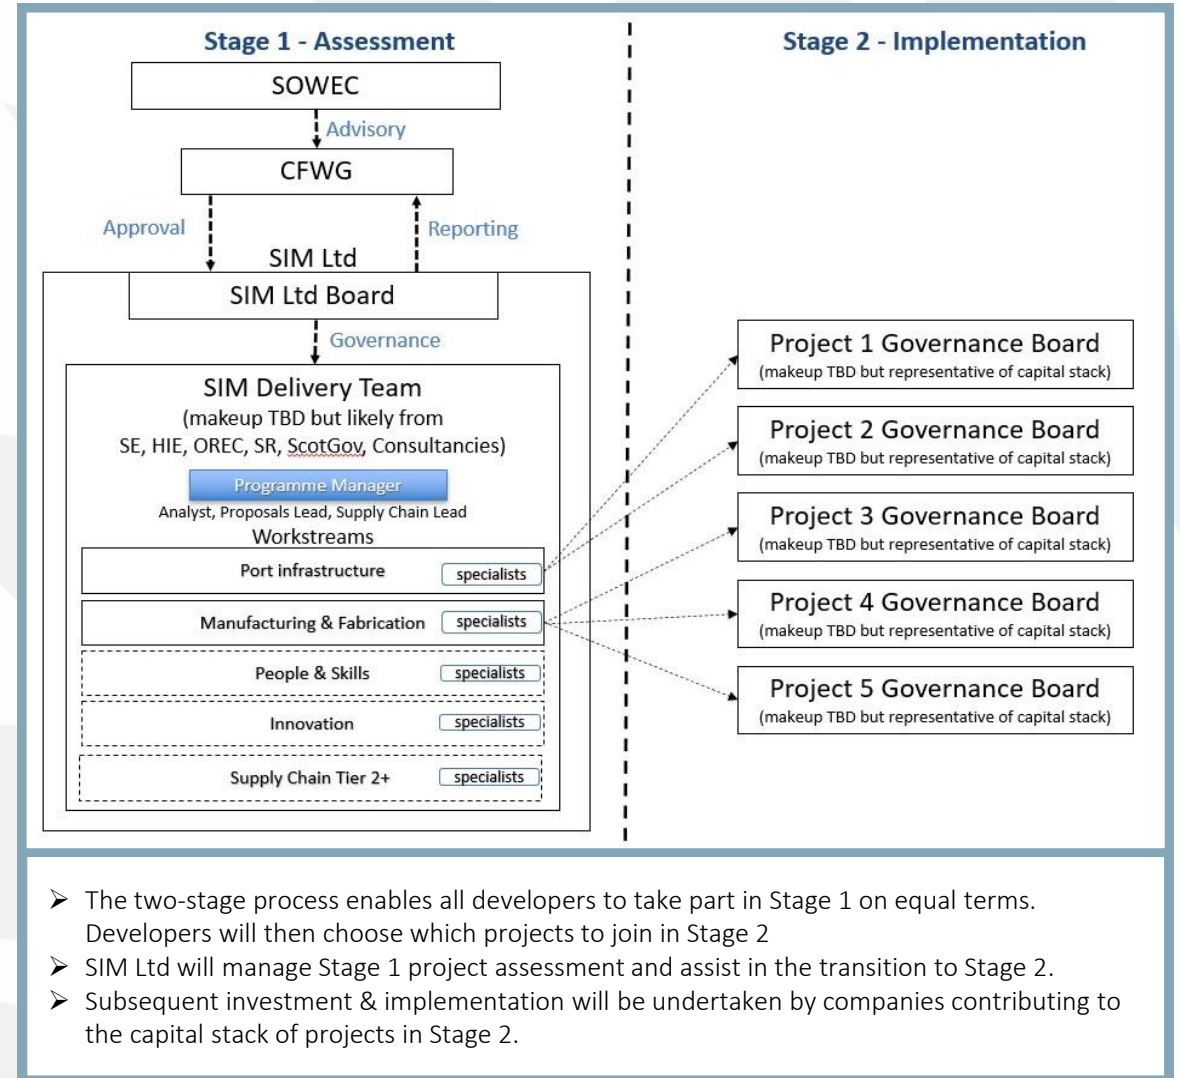 Stage 1 - Assessment
Stage 2 - Implementation
SOWEC
Advisory
CFWG
Approval
Reporting
SIM Ltd
SIM Ltd Board
Governance
SIM Delivery Team
(makeup TBD but likely from
SE, HIE, OREC, SR, ScotGov, Consultancies)
Programme Manager
Analyst, Proposals Lead, Supply Chain Lead
Workstreams
Port infrastructure
specialists
Manufacturing & Fabrication
specialists
People & Skills
specialists
Innovation
specialists
Supply Chain Tier 2+
specialists
Project 1 Governance Board
(makeup TBD but representative of capital stack)
Project 2 Governance Board
(makeup TBD but representative of capital stack)
Project 3 Governance Board
(makeup TBD but representative of capital stack)
Project 4 Governance Board
(makeup TBD but representative of capital stack)
Project 5 Governance Board
(makeup TBD but representative of capital stack)
➢ The two-stage process enables all developers to take part in Stage 1 on equal terms.
Developers will then choose which projects to join in Stage 2
➢ SIM Ltd will manage Stage 1 project assessment and assist in the transition to Stage 2.
➢ Subsequent investment & implementation will be undertaken by companies contributing to
the capital stack of projects in Stage 2.